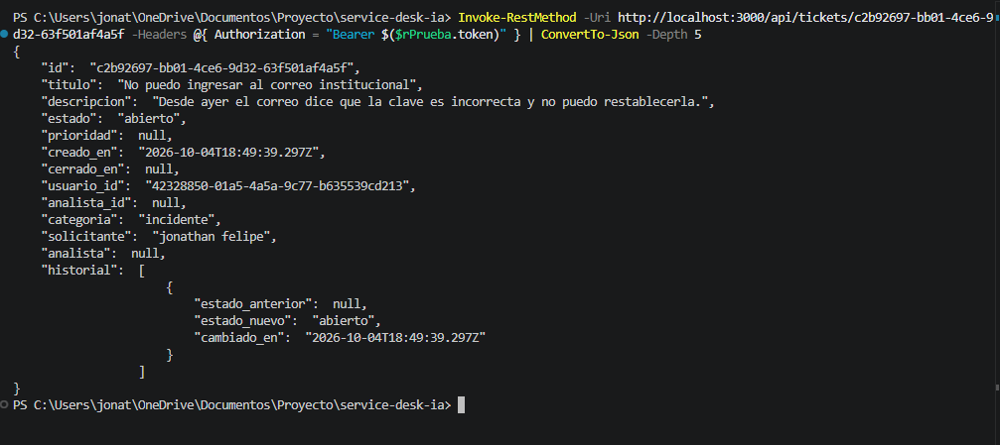 PS C:\Users\jonat\OneDrive\Documentos\Proyecto\service-desk-ia> Invoke-RestMethod -Uri http://localhost:3000/api/tickets/c2b92697-bb01-4ce6-9
d32-63f501af4a5f -Headers @{ Authorization = "Bearer $($rPrueba.token)" } | ConvertTo-Json -Depth 5
{
    "id":  "c2b92697-bb01-4ce6-9d32-63f501af4a5f",
    "titulo":  "No puedo ingresar al correo institucional",
    "descripcion":  "Desde ayer el correo dice que la clave es incorrecta y no puedo restablecerla.",
    "estado":  "abierto",
    "prioridad":  null,
    "creado_en":  "2026-10-04T18:49:39.297Z",
    "cerrado_en":  null,
    "usuario_id":  "42328850-01a5-4a5a-9c77-b635539cd213",
    "analista_id":  null,
    "categoria":  "incidente",
    "solicitante":  "jonathan felipe",
    "analista":  null,
    "historial":  [
                      {
                          "estado_anterior":  null,
                          "estado_nuevo":  "abierto",
                          "cambiado_en":  "2026-10-04T18:49:39.297Z"
                      }
                  ]
}
PS C:\Users\jonat\OneDrive\Documentos\Proyecto\service-desk-ia>